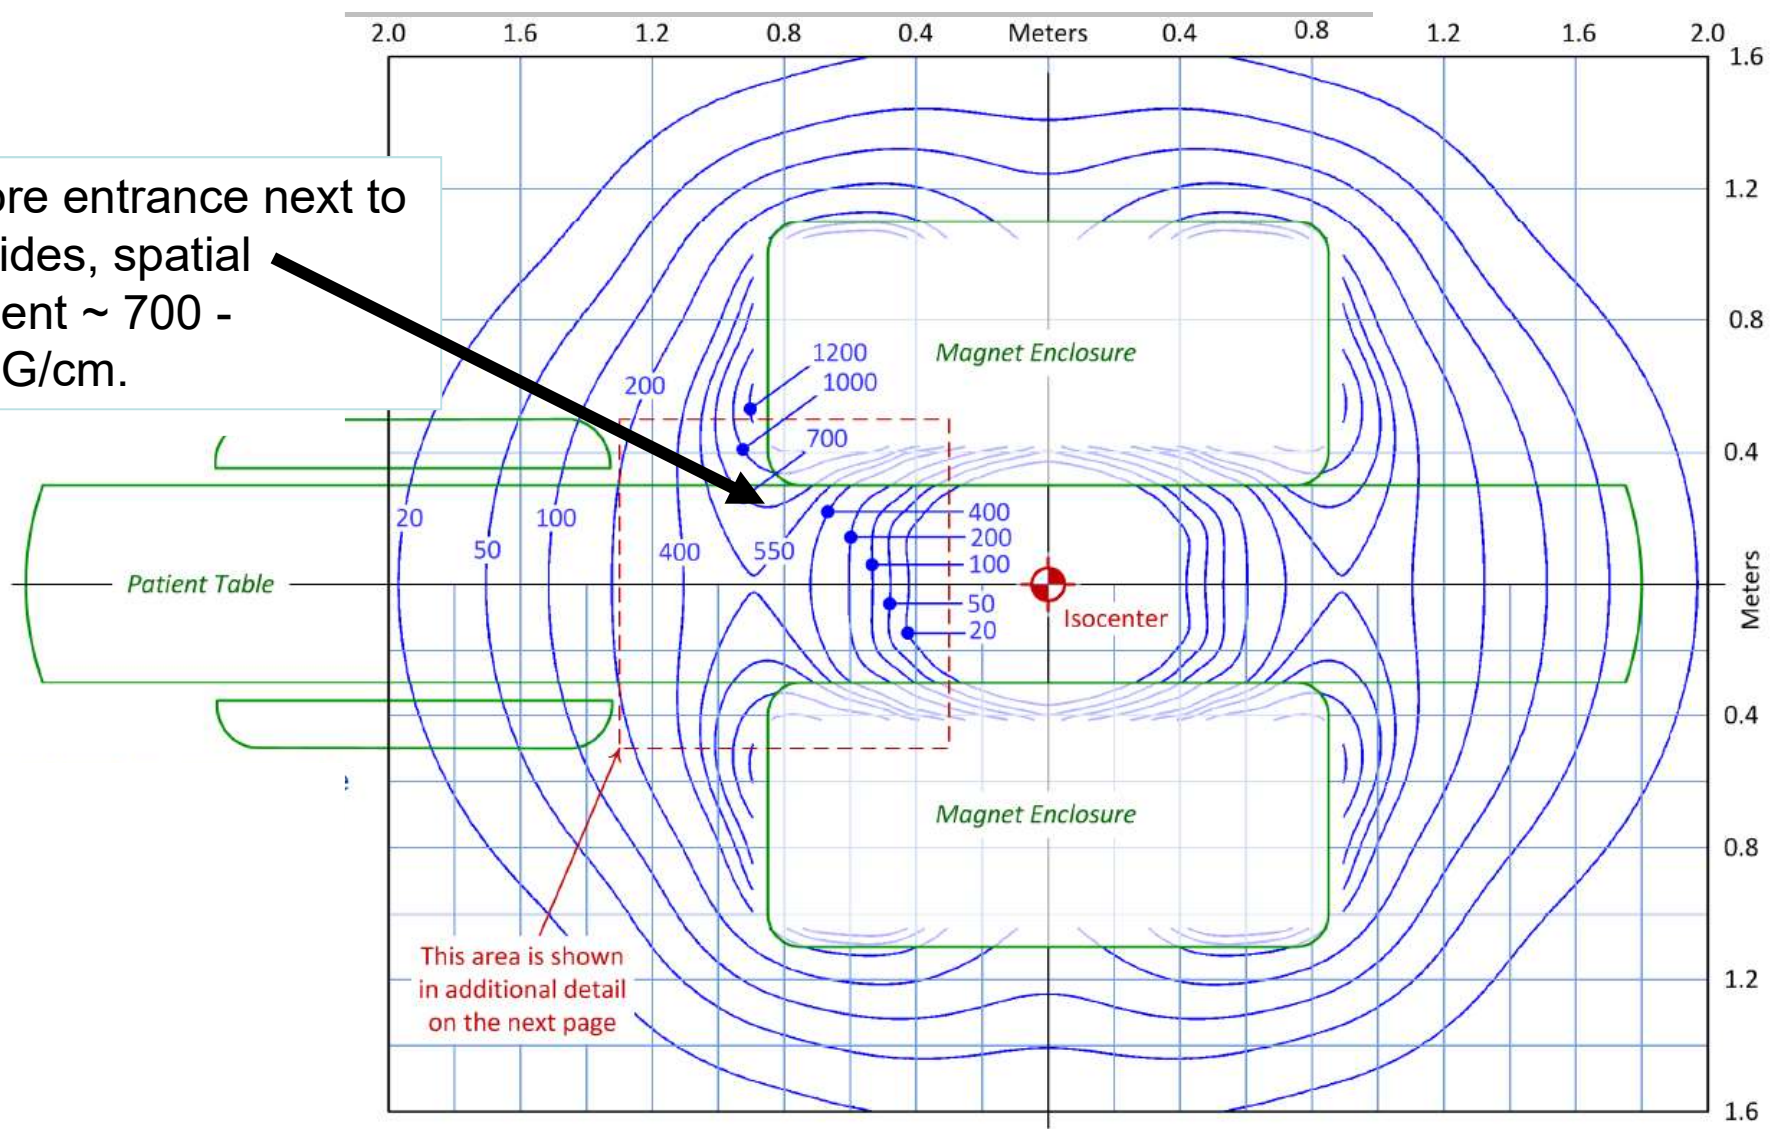 2.0 1.6 1.2 0.8 0.4 Meters 0.4 0.8 1.2 1.6 2.0
1.6
1.2
0.8
0.4
Meters
0.4
0.8
1.2
1.6
ore entrance next to
ides, spatial
ent ~ 700 -
G/cm.
Magnet Enclosure
1200
1000
700
200
20
50
100
400
550
400
200
100
50
20
Patient Table
Isocenter
Magnet Enclosure
This area is shown
in additional detail
on the next page